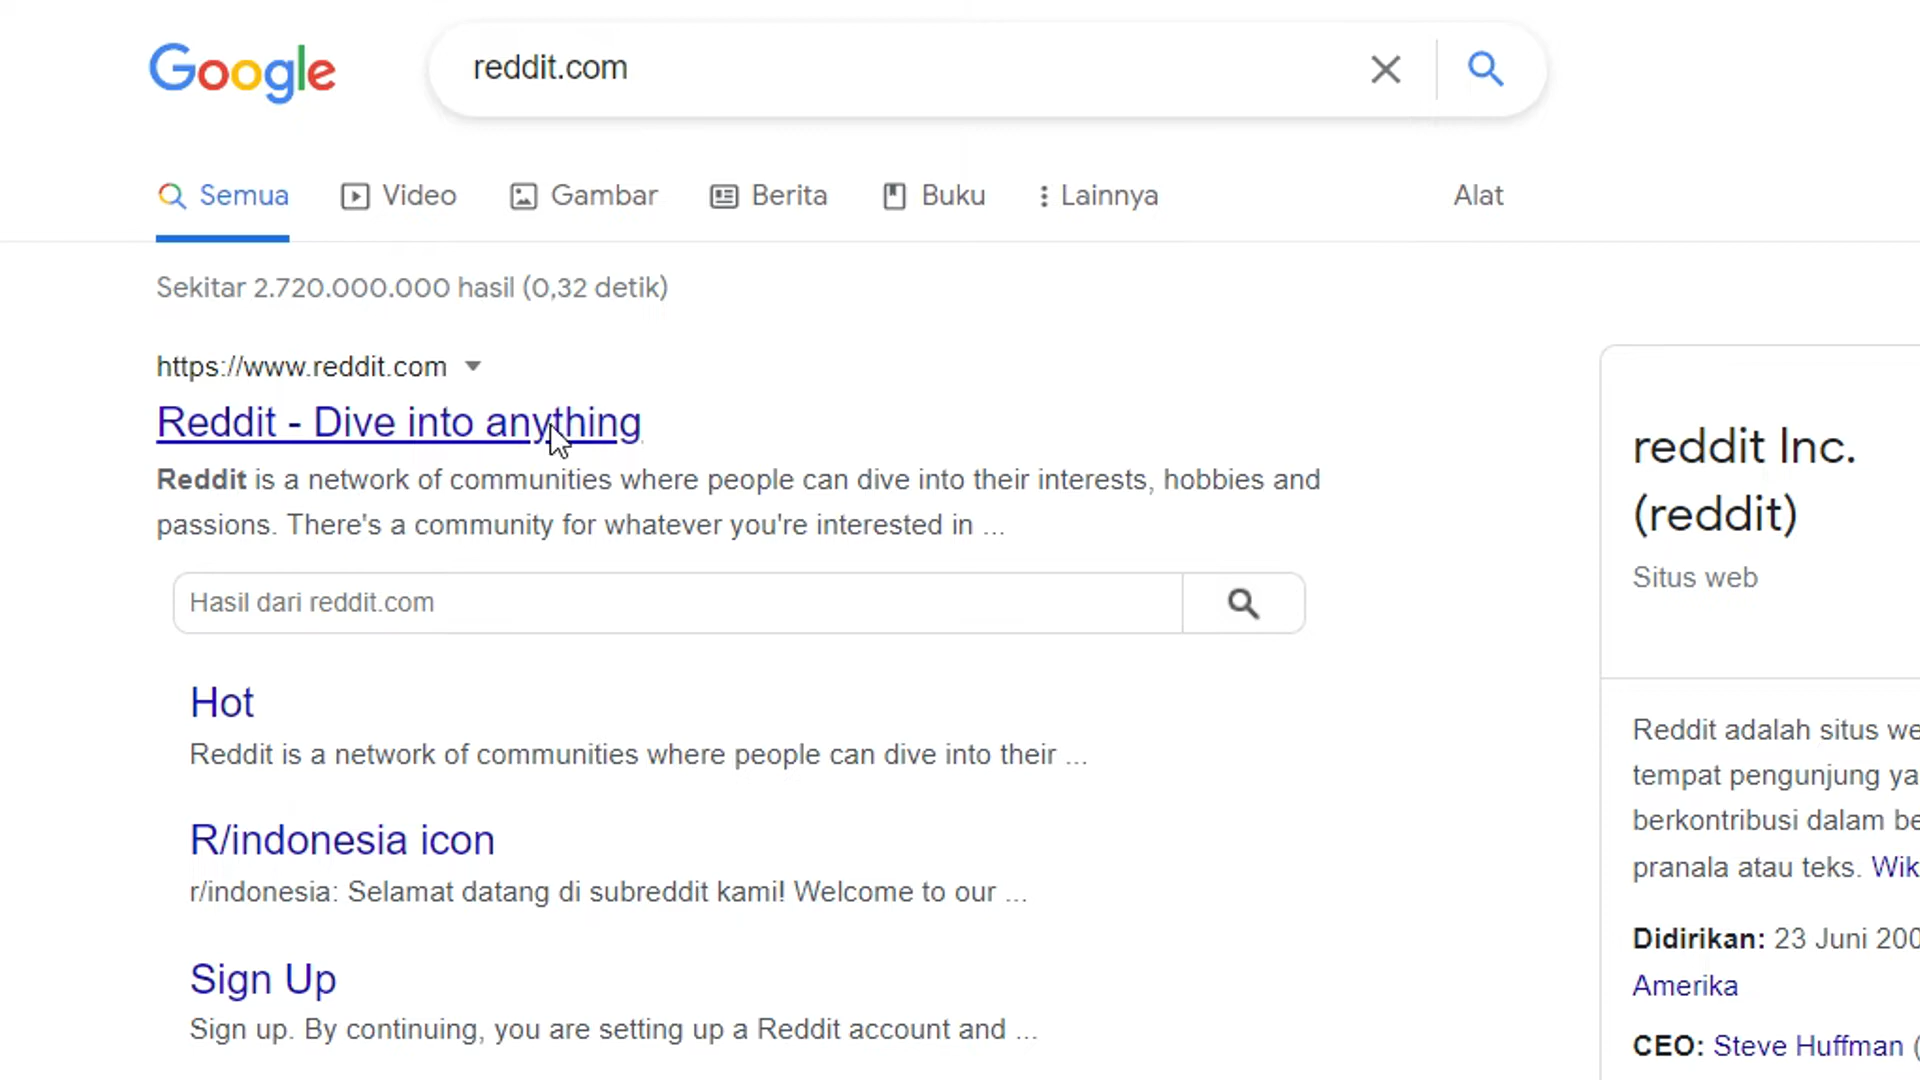 Google
reddit.com
Semua
Video
Gambar
Berita
Buku
Lainnya
Alat
Sekitar 2.720.000.000 hasil (0,32 detik)
https://www.reddit.com
Reddit - Dive into anything
Reddit is a network of communities where people can dive into their interests, hobbies and
passions. There's a community for whatever you're interested in ...
Hasil dari reddit.com
Hot
Reddit is a network of communities where people can dive into their ...
R/indonesia icon
r/indonesia: Selamat datang di subreddit kami! Welcome to our ...
Sign Up
Sign up. By continuing, you are setting up a Reddit account and ...
reddit Inc.
(reddit)
Situs web
Reddit adalah situs we
tempat pengunjung ya
berkontribusi dalam be
pranala atau teks. Wik
Didirikan: 23 Juni 200
Amerika
CEO: Steve Huffman (